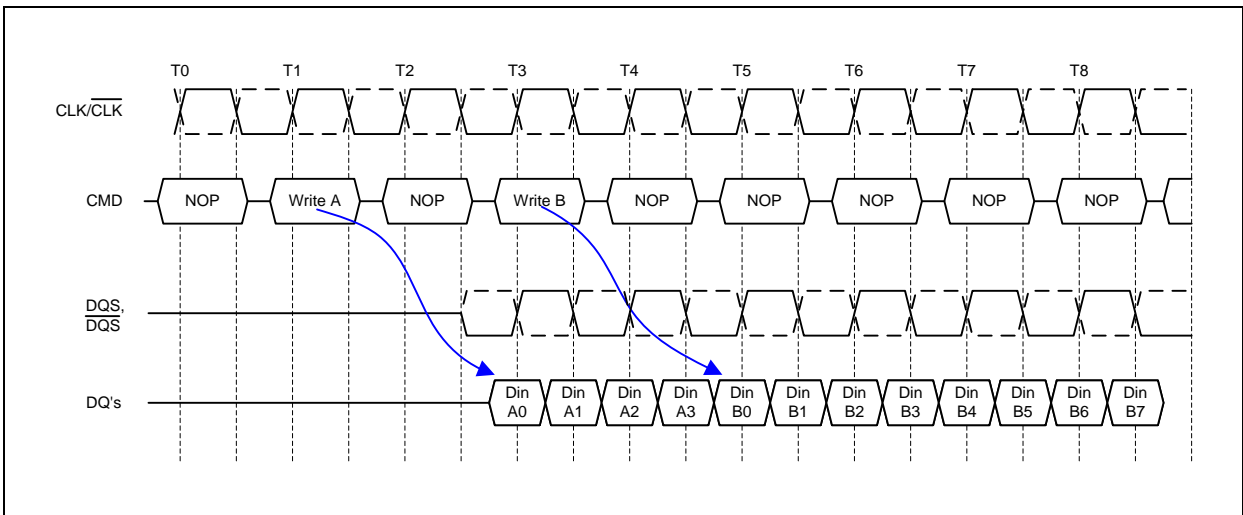 T0 T1 T2 T3 T4 T5 T6 T7 T8
CLK/CLK
CMD NOP Write A NOP Write B NOP NOP NOP NOP NOP
DQS,
DQS
DQ's Din A0 Din A1 Din A2 Din A3 Din B0 Din B1 Din B2 Din B3 Din B4 Din B5 Din B6 Din B7